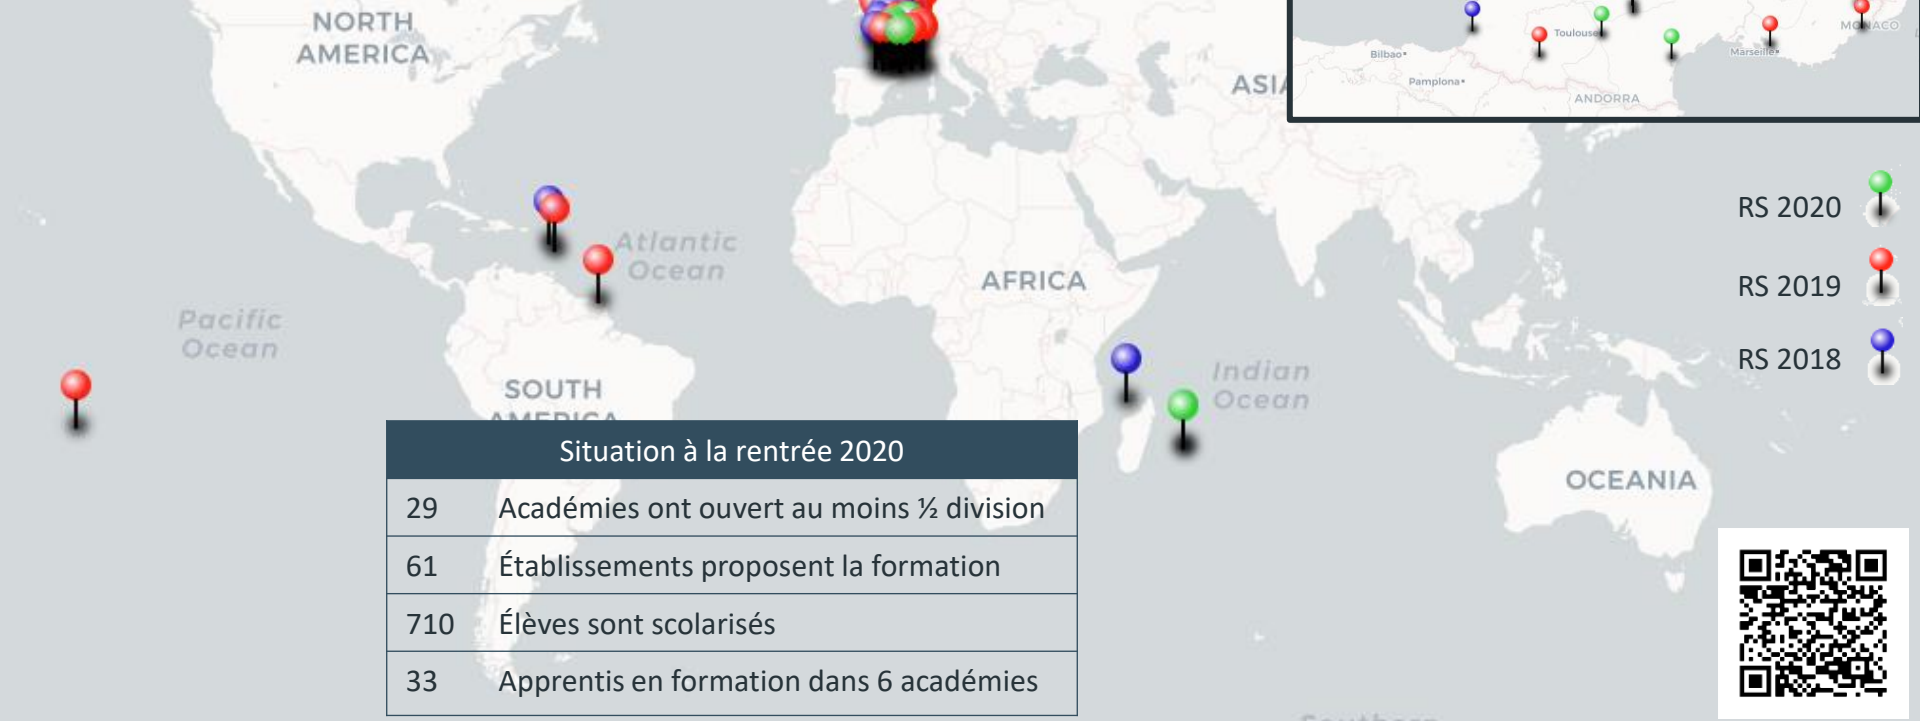 NORTH
AMERICA
ASIA
Toulouse
MONACO
Marseille
Bilbao
Pamplona
ANDORRA
Atlantic
Ocean
AFRICA
Pacific
Ocean
Indian
Ocean
SOUTH
AMERICA
OCEANIA
RS 2020
RS 2019
RS 2018
Situation à la rentrée 2020
29 Académies ont ouvert au moins ½ division
61 Établissements proposent la formation
710 Élèves sont scolarisés
33 Apprentis en formation dans 6 académies
Southern